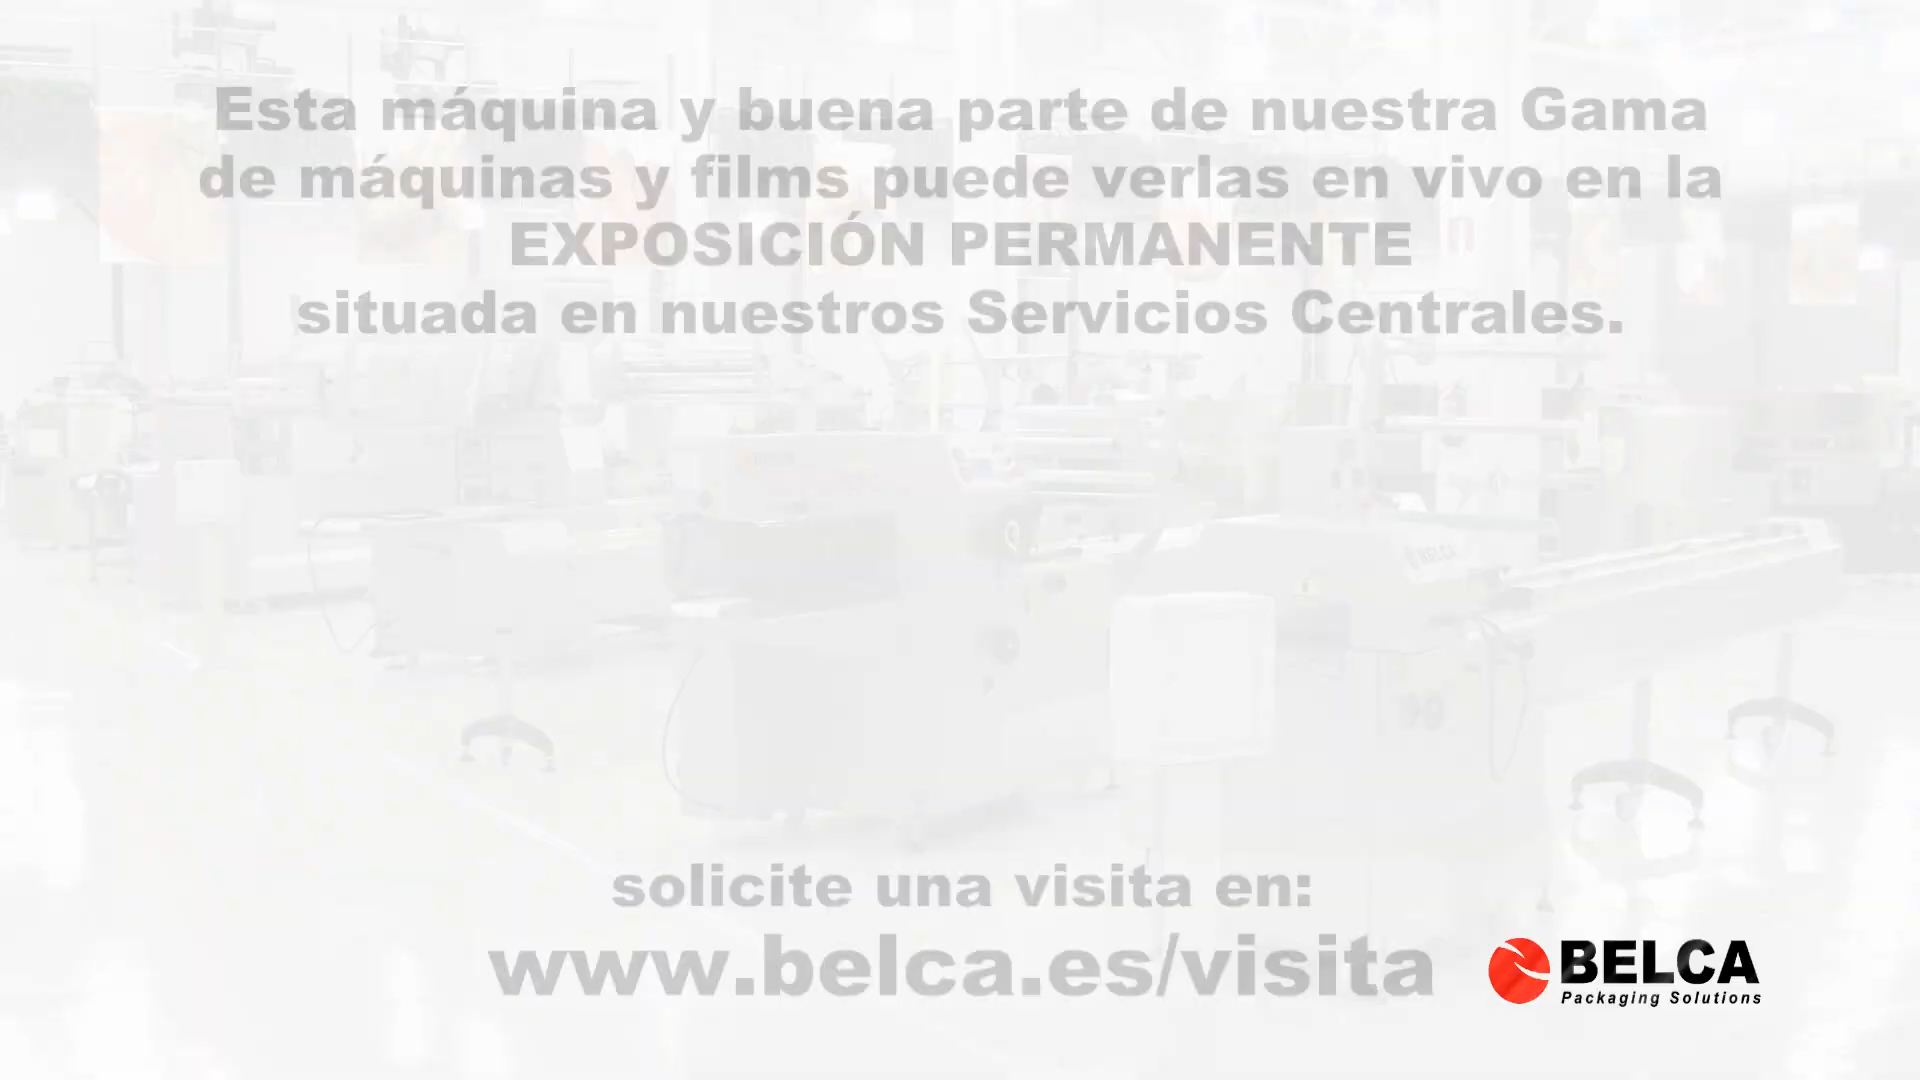 Esta máquina y buena parte de nuestra Gama
de máquinas y films puede verlas en vivo en la
EXPOSICIÓN PERMANENTE
situada en nuestros Servicios Centrales.
BELCA
solicite una visita en:
www.belca.es/visita
BELCA
Packaging Solutions